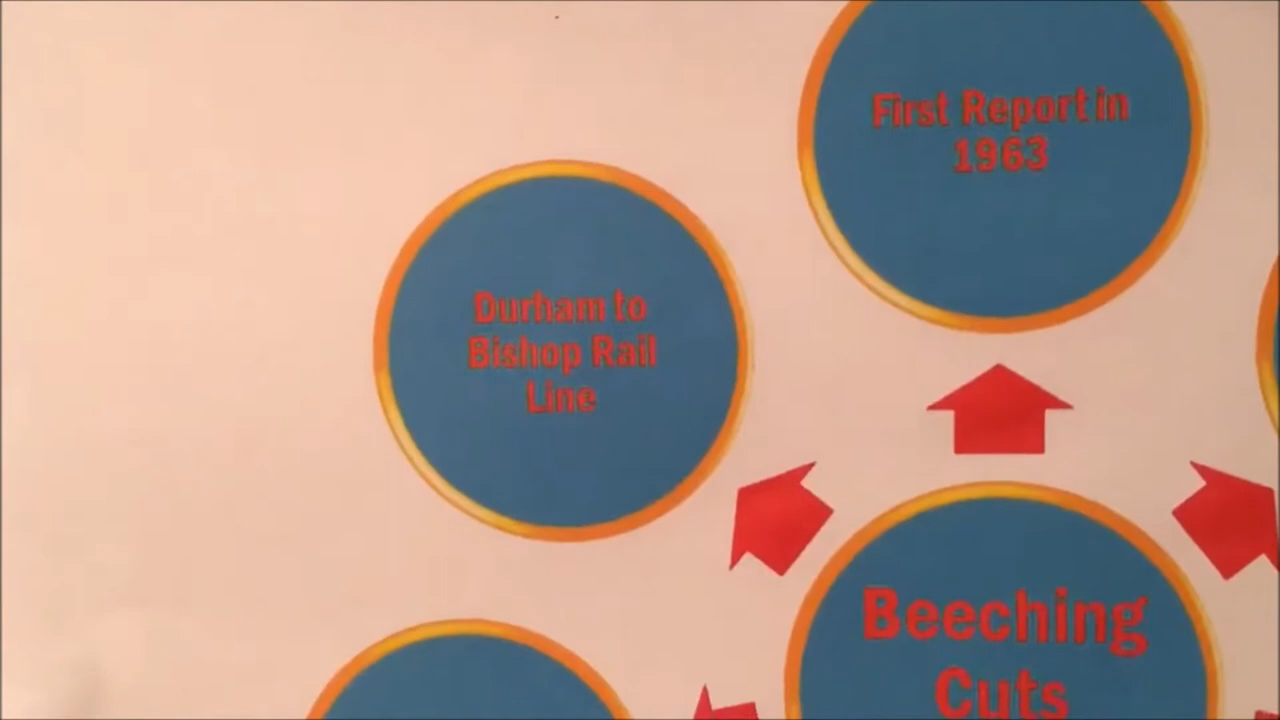 First Report in
1963
Durham to
Bishop Rail
Line
Beeching
Cuts